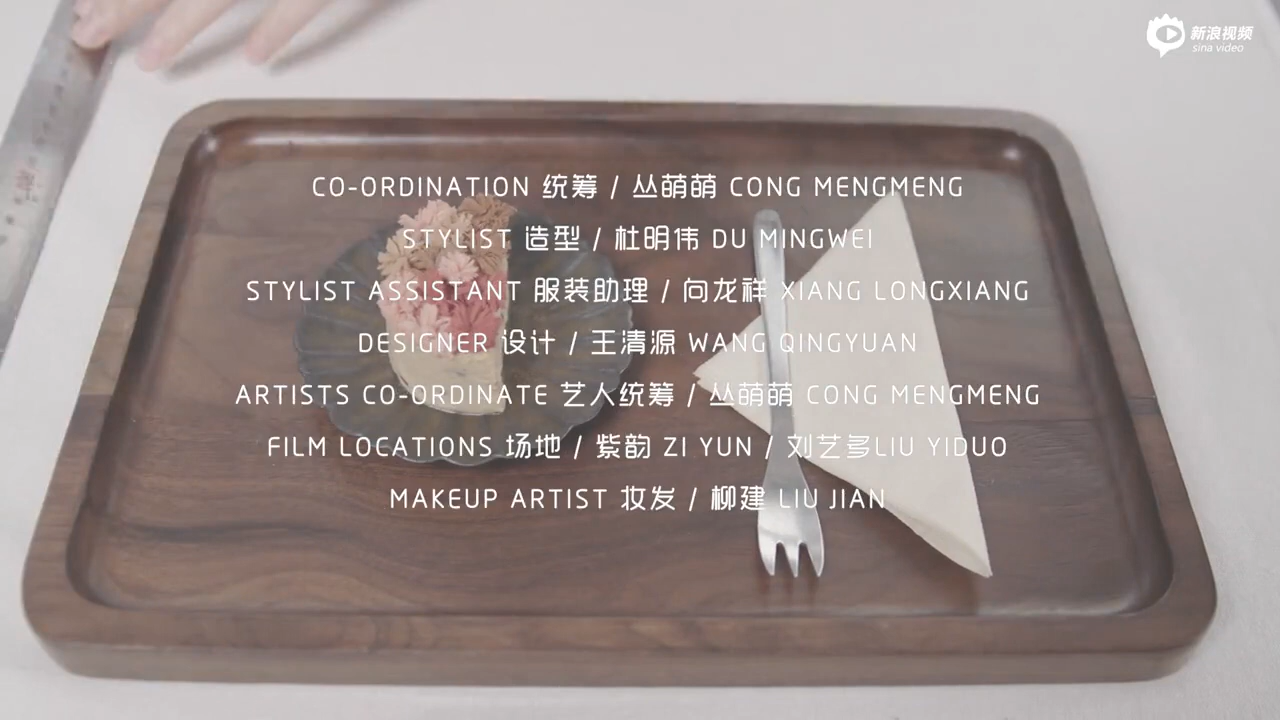 新浪视频
sina video
CO-ORDINATION 统筹 / 丛萌萌 CONG MENGMENG
STYLIST 造型 / 杜明伟 DU MINGWEI
STYLIST ASSISTANT 服装助理 / 向龙祥 XIANG LONGXIANG
DESIGNER 设计 / 王清源 WANG QINGYUAN
ARTISTS CO-ORDINATE 艺人统筹 / 丛萌萌 CONG MENGMENG
FILM LOCATIONS 场地 / 紫韵 ZI YUN / 刘艺多LIU YIDUO
MAKEUP ARTIST 妆发 / 柳建 LIU JIAN